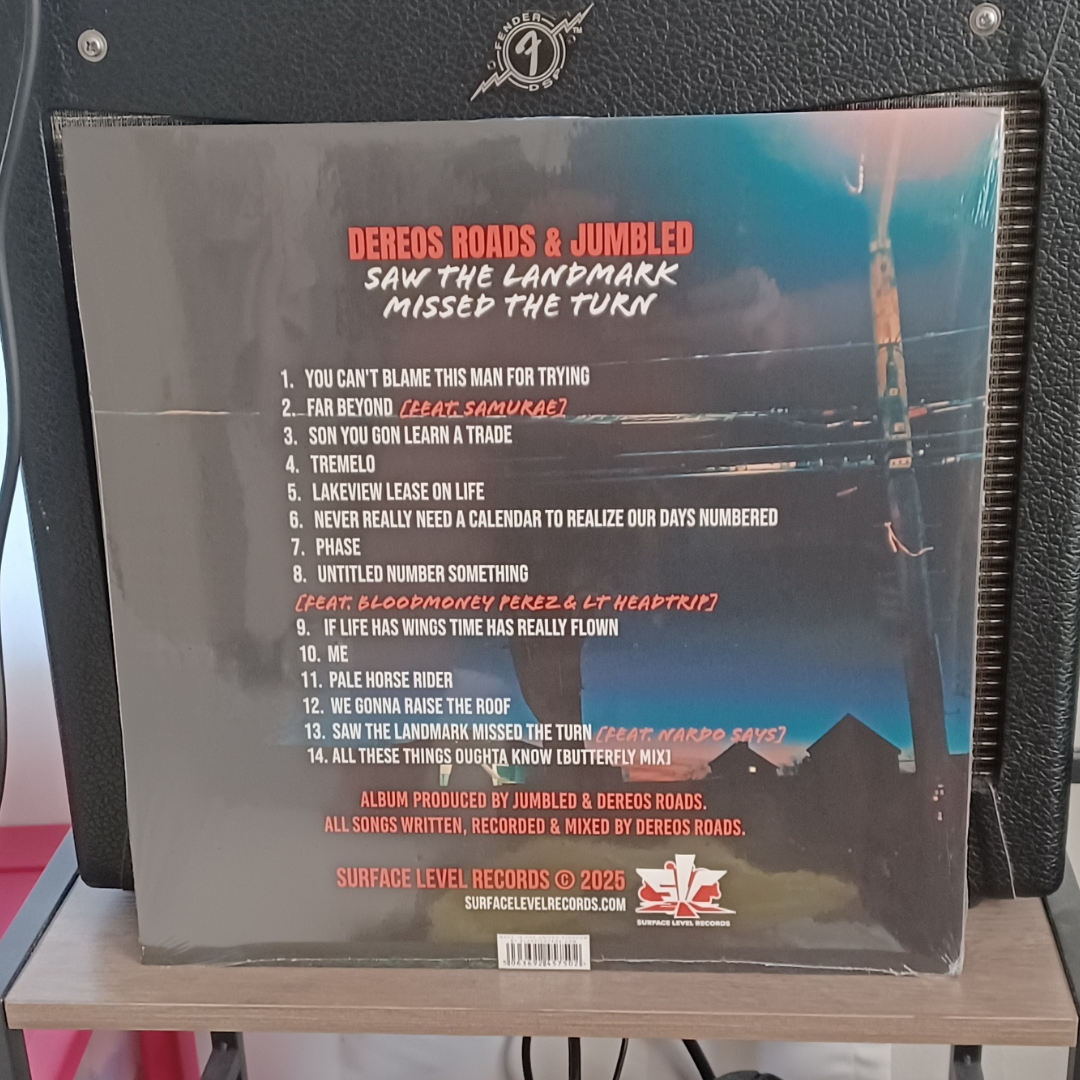 FENDER
DSP
TM
DEREOS ROADS & JUMBLED
SAW THE LANDMARK
MISSED THE TURN
1. YOU CAN'T BLAME THIS MAN FOR TRYING
2. FAR BEYOND [FEAT. SAMURAE]
3. SON YOU GON LEARN A TRADE
4. TREMELO
5. LAKEVIEW LEASE ON LIFE
6. NEVER REALLY NEED A CALENDAR TO REALIZE OUR DAYS NUMBERED
7. PHASE
8. UNTITLED NUMBER SOMETHING
[FEAT. BLOODMONEY PEREZ & LT HEADTRIP]
9. IF LIFE HAS WINGS TIME HAS REALLY FLOWN
10. ME
11. PALE HORSE RIDER
12. WE GONNA RAISE THE ROOF
13. SAW THE LANDMARK MISSED THE TURN [FEAT. NARDO SAYS]
14. ALL THESE THINGS OUGHTA KNOW [BUTTERFLY MIX]
ALBUM PRODUCED BY JUMBLED & DEREOS ROADS.
ALL SONGS WRITTEN, RECORDED & MIXED BY DEREOS ROADS.
SURFACE LEVEL RECORDS © 2025
SURFACELEVELRECORDS.COM
SURFACE LEVEL RECORDS